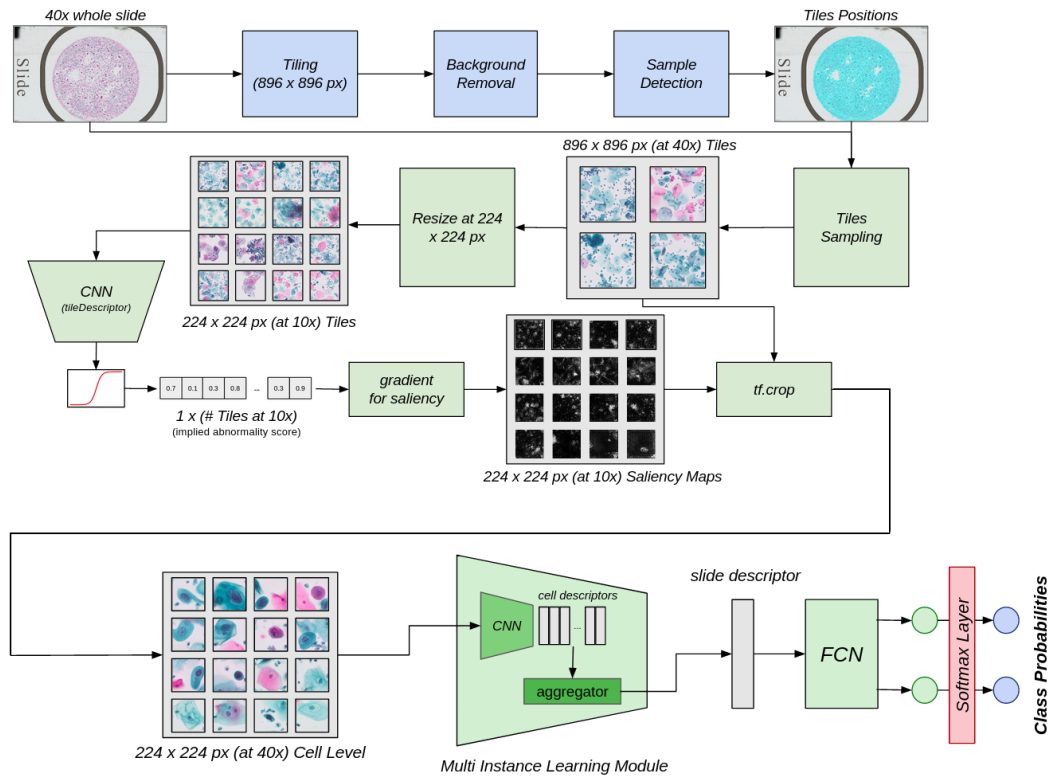 40x whole slide
Slide
Tiling
(896 x 896 px)
Background
Removal
Sample
Detection
Tiles Positions
Slide
896 x 896 px (at 40x) Tiles
Tiles
Sampling
Resize at 224
x 224 px
224 x 224 px (at 10x) Tiles
CNN
(tileDescriptor)
0.7 0.1 0.3 0.8 ... 0.3 0.9
1 x (# Tiles at 10x)
(implied abnormality score)
gradient
for saliency
224 x 224 px (at 10x) Saliency Maps
tf.crop
224 x 224 px (at 40x) Cell Level
CNN
cell descriptors
...
aggregator
Multi Instance Learning Module
slide descriptor
FCN
Softmax Layer
Class Probabilities